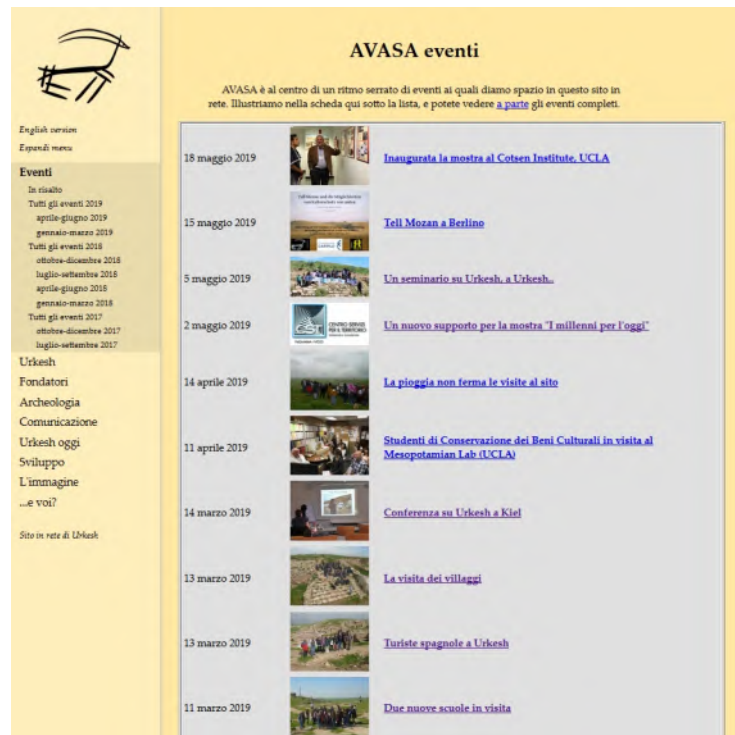 English version
Espandi menu
Eventi
In risalto
Tutti gli eventi 2019
aprile-giugno 2019
gennaio-marzo 2019
Tutti gli eventi 2018
ottobre-dicembre 2018
luglio-settembre 2018
aprile-giugno 2018
gennaio-marzo 2018
Tutti gli eventi 2017
ottobre-dicembre 2017
luglio-settembre 2017
Urkesh
Fondatori
Archeologia
Comunicazione
Urkesh oggi
Sviluppo
L'immagine
...e voi?
Sito in rete di Urkesh
AVASA eventi
AVASA è al centro di un ritmo serrato di eventi ai quali diamo spazio in questo sito in
rete. Illustriamo nella scheda qui sotto la lista, e potete vedere a parte gli eventi completi.
18 maggio 2019
Inaugurata la mostra al Cotsen Institute, UCLA
15 maggio 2019
Tell Mozan a Berlino
5 maggio 2019
Un seminario su Urkesh, a Urkesh..
2 maggio 2019
CST
CENTRO SERVIZI
PER IL TERRITORIO
Un nuovo supporto per la mostra "I millenni per l'oggi"
14 aprile 2019
La pioggia non ferma le visite al sito
11 aprile 2019
Studenti di Conservazione dei Beni Culturali in visita al
Mesopotamian Lab (UCLA)
14 marzo 2019
Conferenza su Urkesh a Kiel
13 marzo 2019
La visita dei villaggi
13 marzo 2019
Turiste spagnole a Urkesh
11 marzo 2019
Due nuove scuole in visita